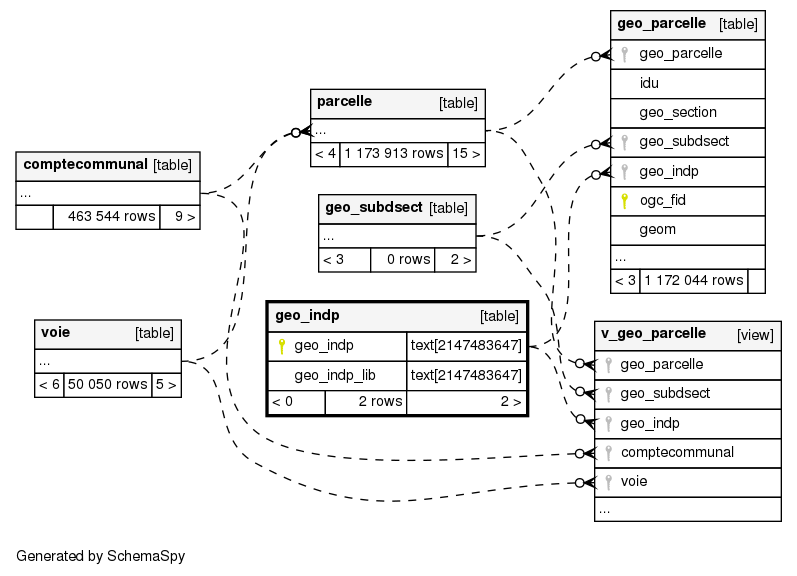 geo_parcelle [table]
geo_parcelle
idu
geo_section
geo_subdsect
geo_indp
ogc_fid
geom
...
< 3 1 172 044 rows
parcelle [table]
...
< 4 1 173 913 rows 15 >
comptecommunal [table]
...
463 544 rows 9 >
geo_subdsect [table]
...
< 3 0 rows 2 >
geo_indp [table]
geo_indp text[2147483647]
geo_indp_lib text[2147483647]
< 0 2 rows 2 >
voie [table]
...
< 6 50 050 rows 5 >
v_geo_parcelle [view]
geo_parcelle
geo_subdsect
geo_indp
comptecommunal
voie
...
Generated by SchemaSpy